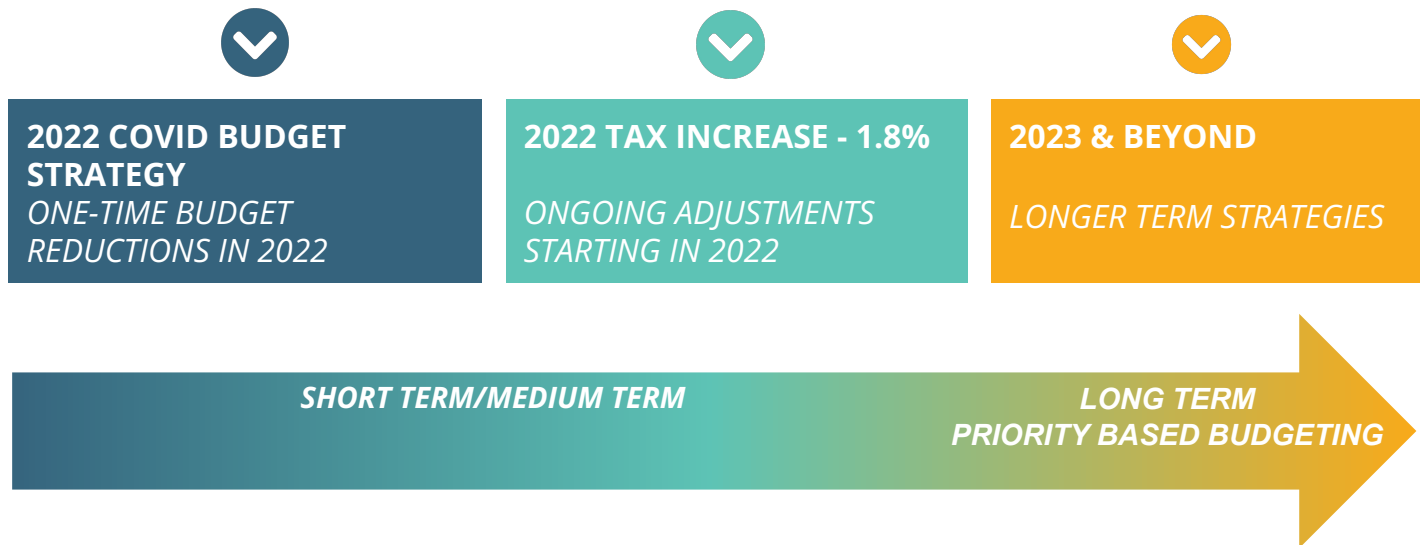 2022 COVID BUDGET
STRATEGY
ONE-TIME BUDGET
REDUCTIONS IN 2022
2022 TAX INCREASE - 1.8%
ONGOING ADJUSTMENTS
STARTING IN 2022
2023 & BEYOND
LONGER TERM STRATEGIES
SHORT TERM/MEDIUM TERM
LONG TERM
PRIORITY BASED BUDGETING